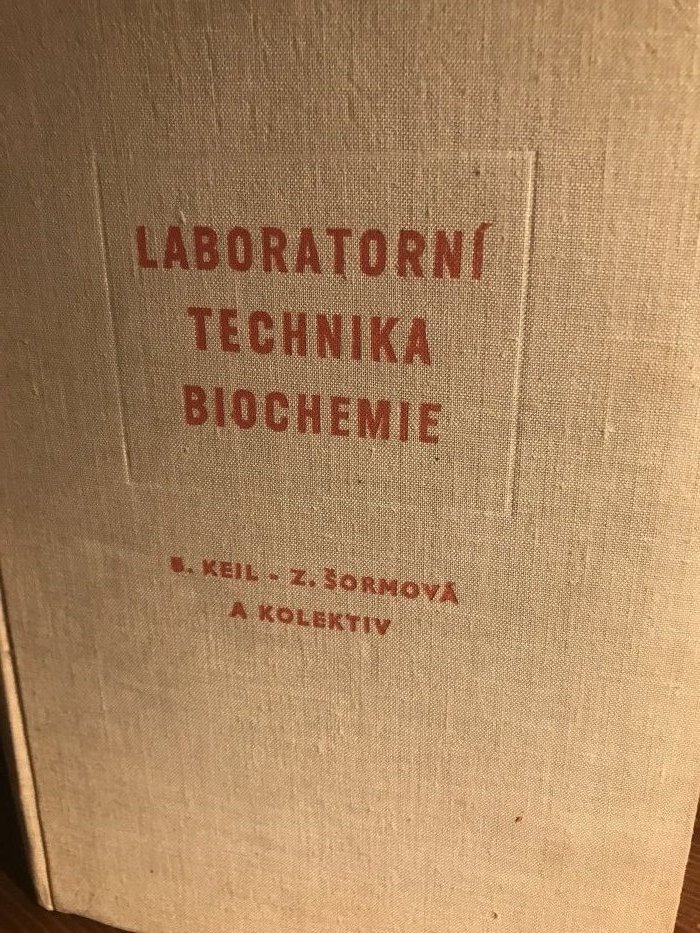 LABORATORNÍ
TECHNIKA
BIOCHEMIE
B. KEIL - Z. ŠORMOVÁ
A KOLEKTIV